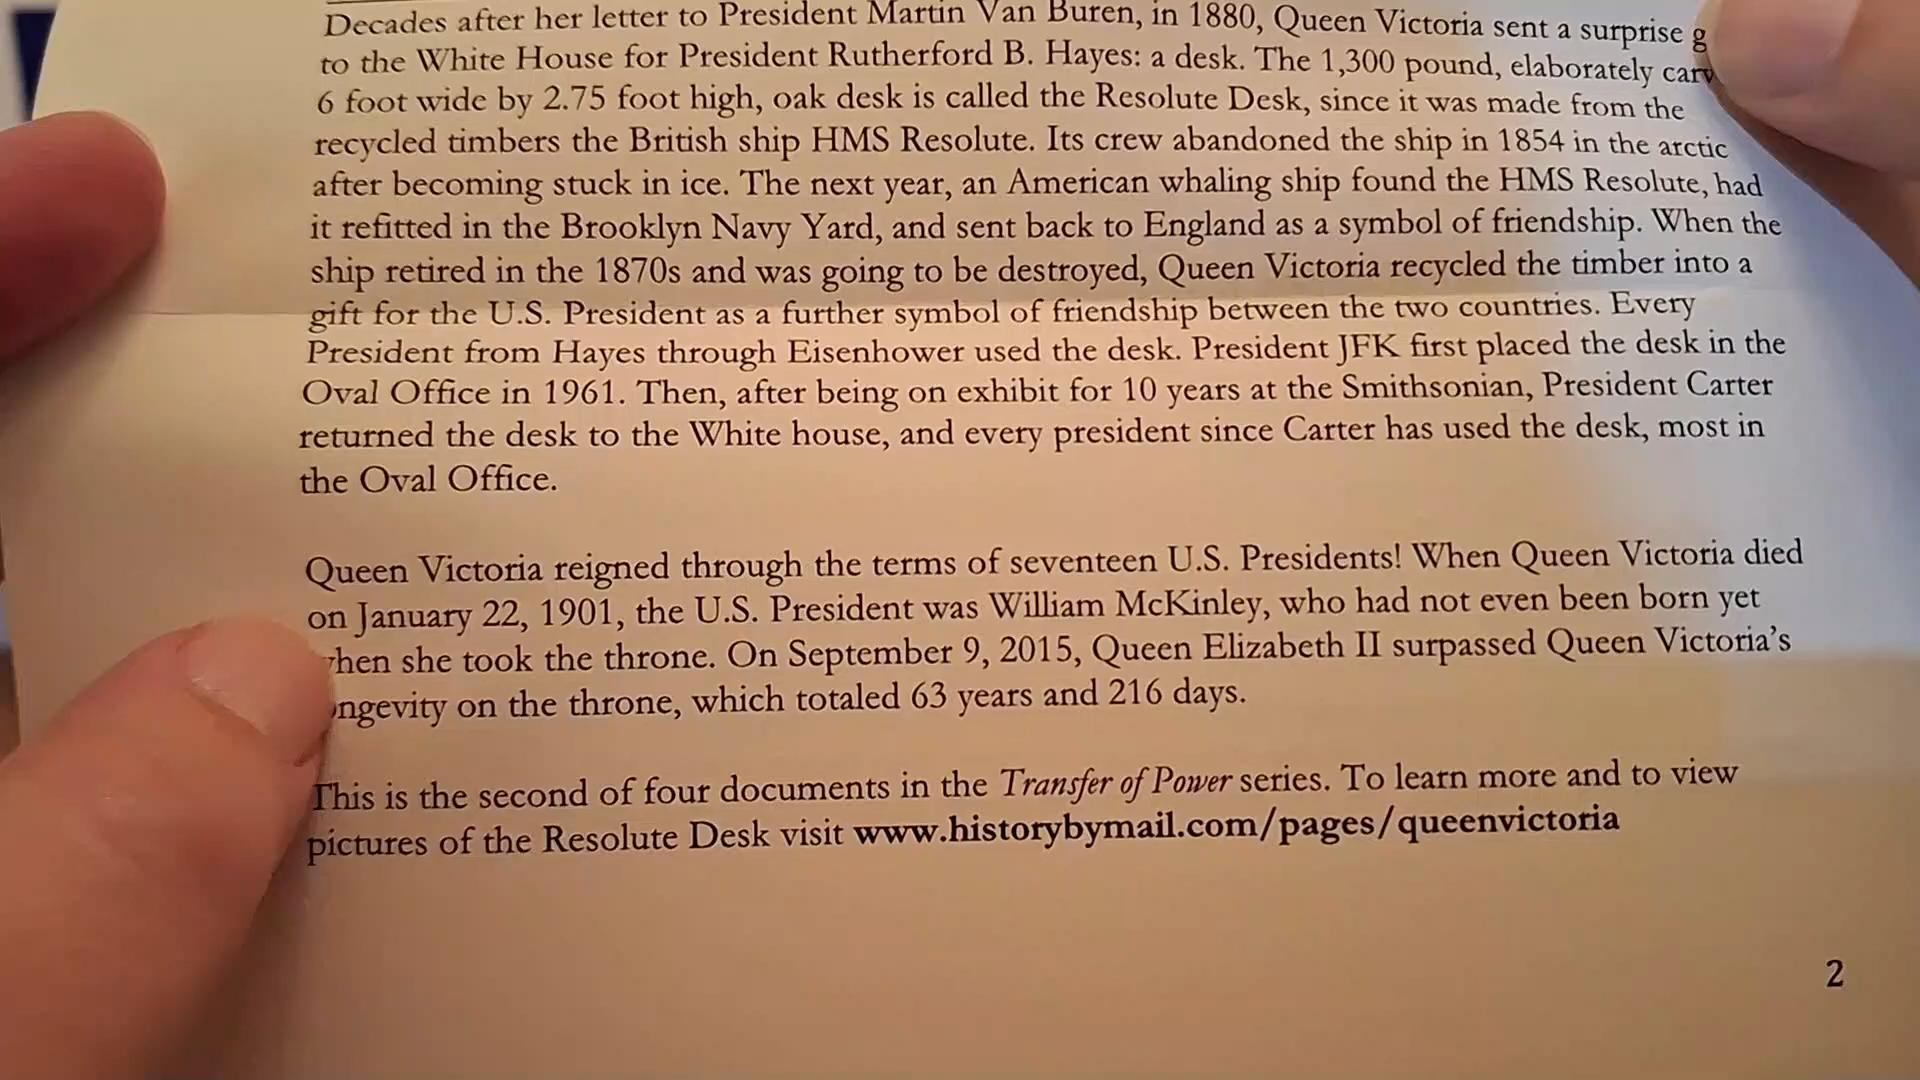 Decades after her letter to President Martin Van Buren, in 1880, Queen Victoria sent a surprise
to the White House for President Rutherford B. Hayes: a desk. The 1,300 pound, elaborately
6 foot wide by 2.75 foot high, oak desk is called the Resolute Desk, since it was made from the
recycled timbers the British ship HMS Resolute. Its crew abandoned the ship in 1854 in the arctic
after becoming stuck in ice. The next year, an American whaling ship found the HMS Resolute, had
it refitted in the Brooklyn Navy Yard, and sent back to England as a symbol of friendship. When the
ship retired in the 1870s and was going to be destroyed, Queen Victoria recycled the timber into a
gift for the U.S. President as a further symbol of friendship between the two countries. Every
President from Hayes through Eisenhower used the desk. President JFK first placed the desk in the
Oval Office in 1961. Then, after being on exhibit for 10 years at the Smithsonian, President Carter
returned the desk to the White house, and every president since Carter has used the desk, most in
the Oval Office.
Queen Victoria reigned through the terms of seventeen U.S. Presidents! When Queen Victoria died
on January 22, 1901, the U.S. President was William McKinley, who had not even been born yet
she took the throne. On September 9, 2015, Queen Elizabeth II surpassed Queen Victoria's
on the throne, which totaled 63 years and 216 days.
This is the second of four documents in the Transfer of Power series. To learn more and to view
pictures of the Resolute Desk visit www.historybymail.com/pages/queenvictoria
2